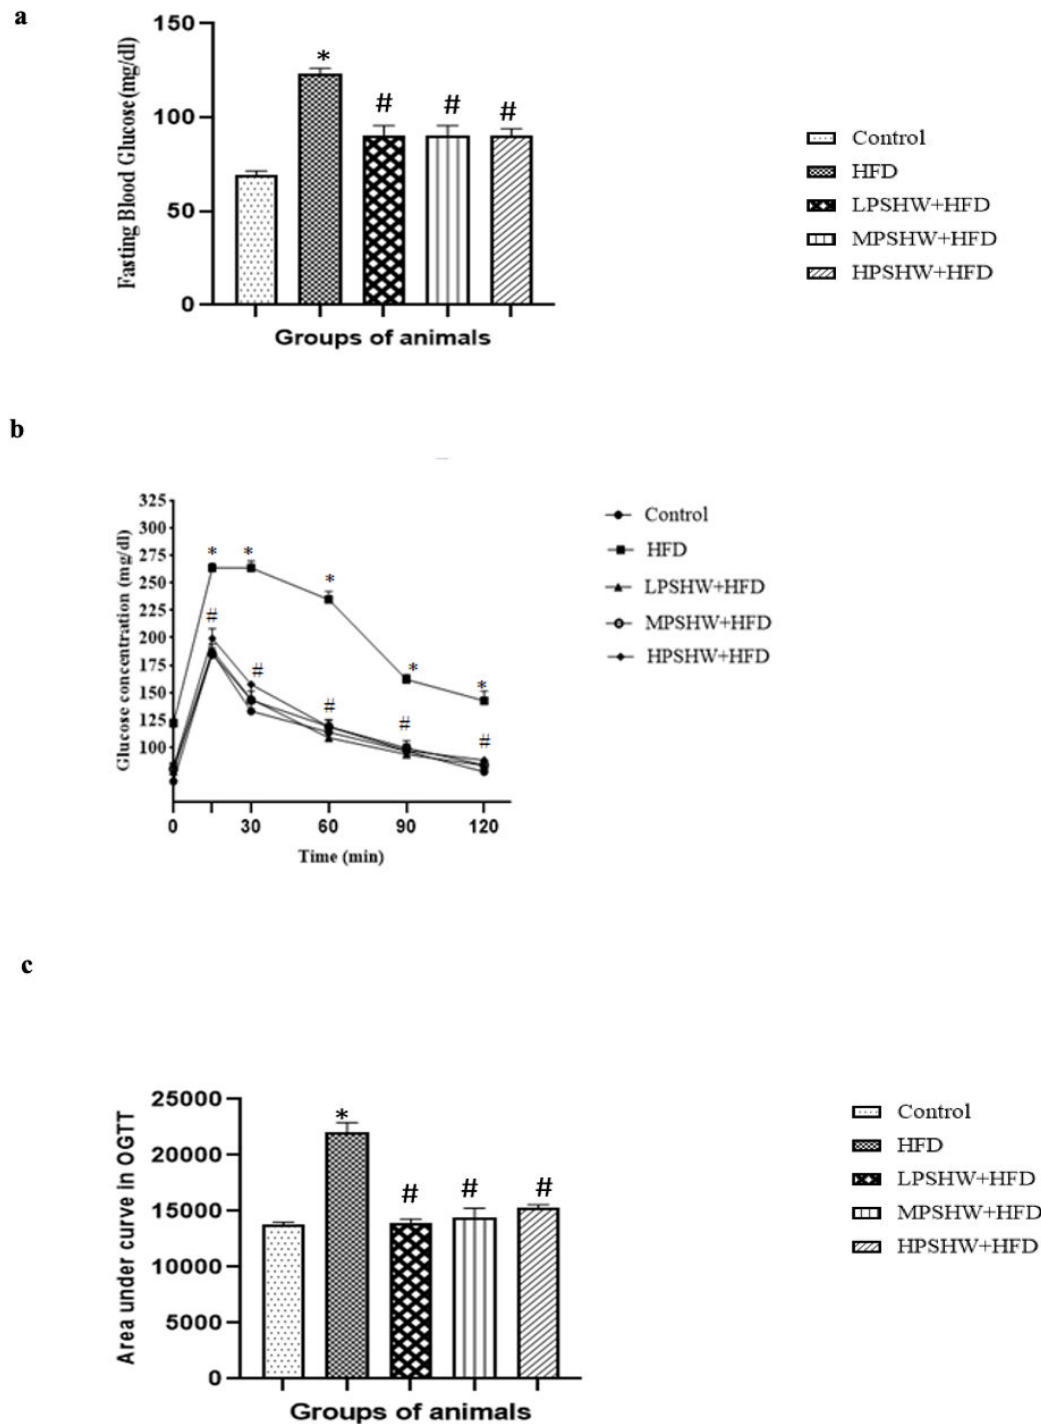 a
150
100
50
0
Fasting Blood Glucose(mg/dl)
*
#
#
#
Groups of animals
Control
HFD
LPSHW+HFD
MPSHW+HFD
HPSHW+HFD
b
325
300
275
250
225
200
175
150
125
100
Glucose concentration (mg/dl)
* *
*
*
*
#
#
#
#
#
0 30 60 90 120
Time (min)
Control
HFD
LPSHW+HFD
MPSHW+HFD
HPSHW+HFD
c
25000
20000
15000
10000
5000
0
Area under curve in OGTT
*
#
#
#
Groups of animals
Control
HFD
LPSHW+HFD
MPSHW+HFD
HPSHW+HFD